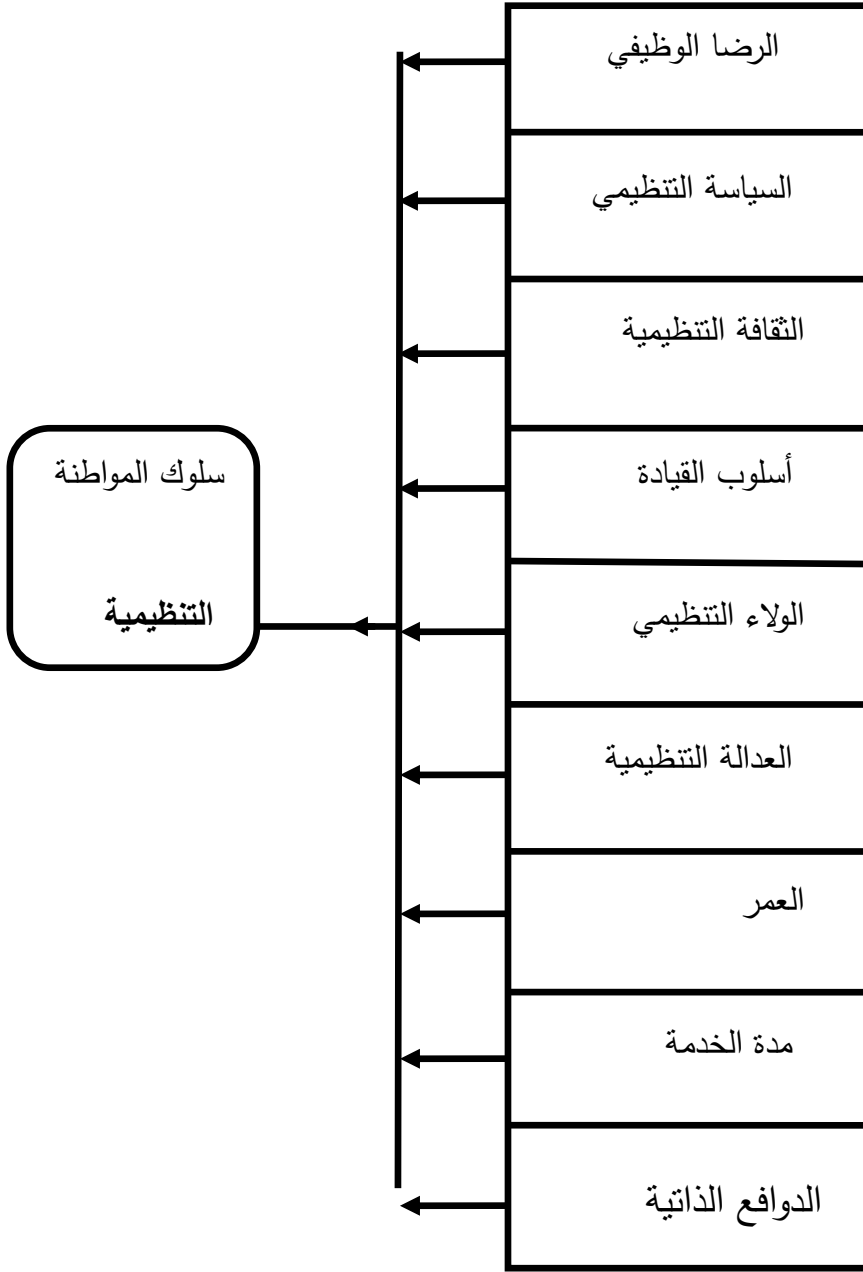 الرضا الوظيفي
السياسة التنظيمي
الثقافة التنظيمية
أسلوب القيادة
الولاء التنظيمي
العدالة التنظيمية
العمر
مدة الخدمة
الدوافع الذاتية
سلوك المواطنة
التنظيمية